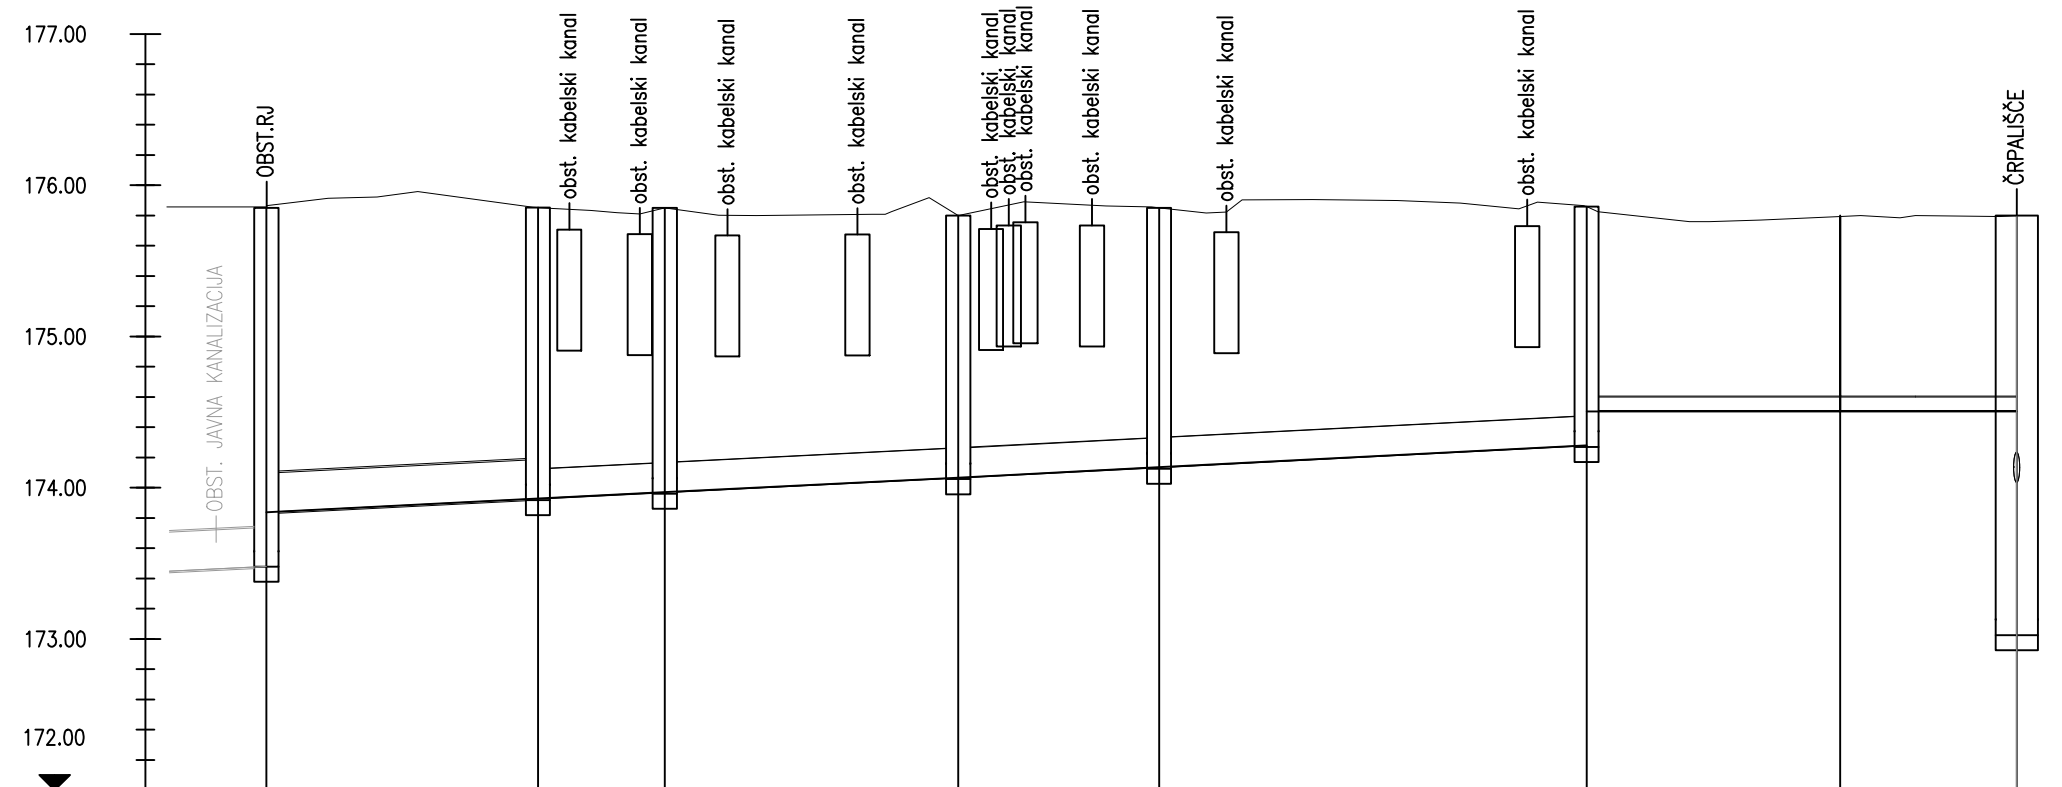 177.00
176.00
175.00
174.00
173.00
172.00
OBST. JAVNA KANALIZACIJA
OBST.RJ
obst. kabelski kanal
obst. kabelski kanal
obst. kabelski kanal
obst. kabelski kanal
obst. kabelski kanal
obst. kabelski kanal
obst. kabelski kanal
obst. kabelski kanal
obst. kabelski kanal
obst. kabelski kanal
ČRPALIŠČE